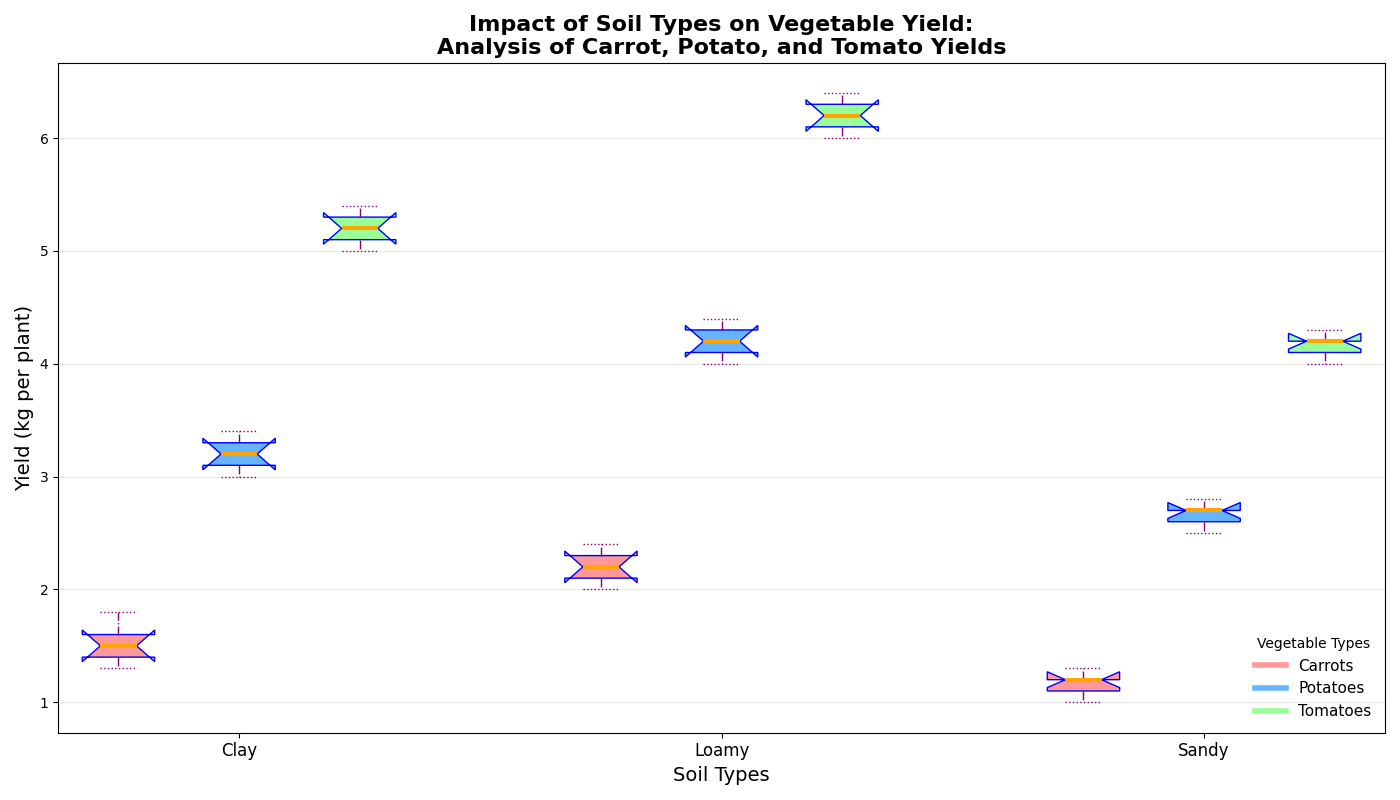 Impact of Soil Types on Vegetable Yield:
Analysis of Carrot, Potato, and Tomato Yields
Yield (kg per plant)
6
5
4
3
2
1
Vegetable Types
Carrots
Potatoes
Tomatoes
Clay
Loamy
Sandy
Soil Types